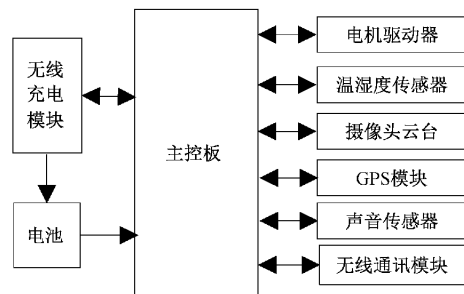 无线
充电
模块
电池
主控板
电机驱动器
温湿度传感器
摄像头云台
GPS模块
声音传感器
无线通讯模块